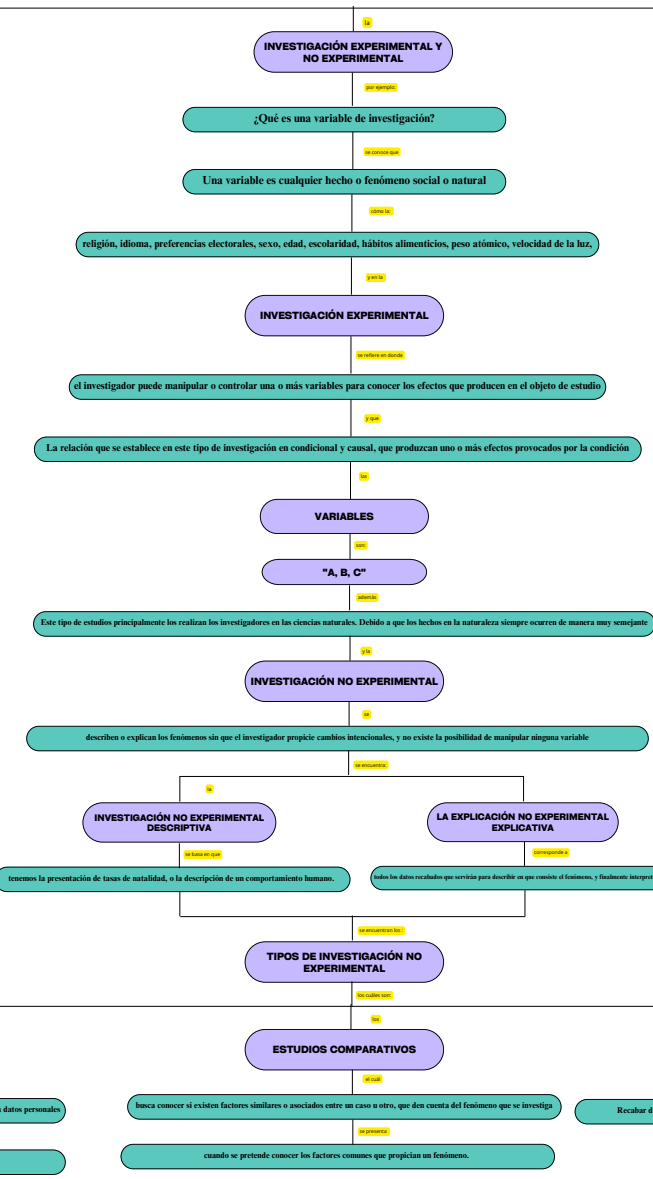 la
INVESTIGACIÓN EXPERIMENTAL Y
NO EXPERIMENTAL
por ejemplo:
¿Qué es una variable de investigación?
se conoce que
Una variable es cualquier hecho o fenómeno social o natural
cómo la:
religión, idioma, preferencias electorales, sexo, edad, escolaridad, hábitos alimenticios, peso atómico, velocidad de la luz,
y en la
INVESTIGACIÓN EXPERIMENTAL
se refiere en donde
el investigador puede manipular o controlar una o más variables para conocer los efectos que producen en el objeto de estudio
y que
La relación que se establece en este tipo de investigación en condicional y causal, que produzcan uno o más efectos provocados por la condición
las
VARIABLES
son:
"A, B, C"
además
Este tipo de estudios principalmente los realizan los investigadores en las ciencias naturales. Debido a que los hechos en la naturaleza siempre ocurren de manera muy semejante
y la
INVESTIGACIÓN NO EXPERIMENTAL
se
describen o explican los fenómenos sin que el investigador propicie cambios intencionales, y no existe la posibilidad de manipular ninguna variable
se encuentra:
la
INVESTIGACIÓN NO EXPERIMENTAL
DESCRIPTIVA
se basa en que
tenemos la presentación de tasas de natalidad, o la descripción de un comportamiento humano.
LA EXPLICACIÓN NO EXPERIMENTAL
EXPLICATIVA
corresponde a
todos los datos recabados que servirán para describir en que consiste el fenómeno, y finalmente interpret
se encuentran los :
TIPOS DE INVESTIGACIÓN NO
EXPERIMENTAL
los cuáles son:
los
ESTUDIOS COMPARATIVOS
el cuál
datos personales
busca conocer si existen factores similares o asociados entre un caso u otro, que den cuenta del fenómeno que se investiga
Recabar d
se presenta
cuando se pretende conocer los factores comunes que propician un fenómeno.